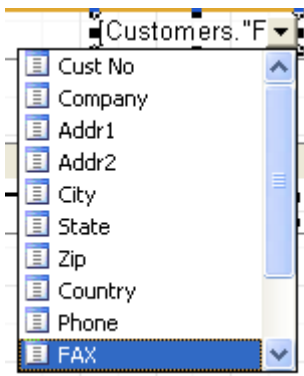 [Customers."F
Cust No
Company
Addr1
Addr2
City
State
Zip
Country
Phone
FAX